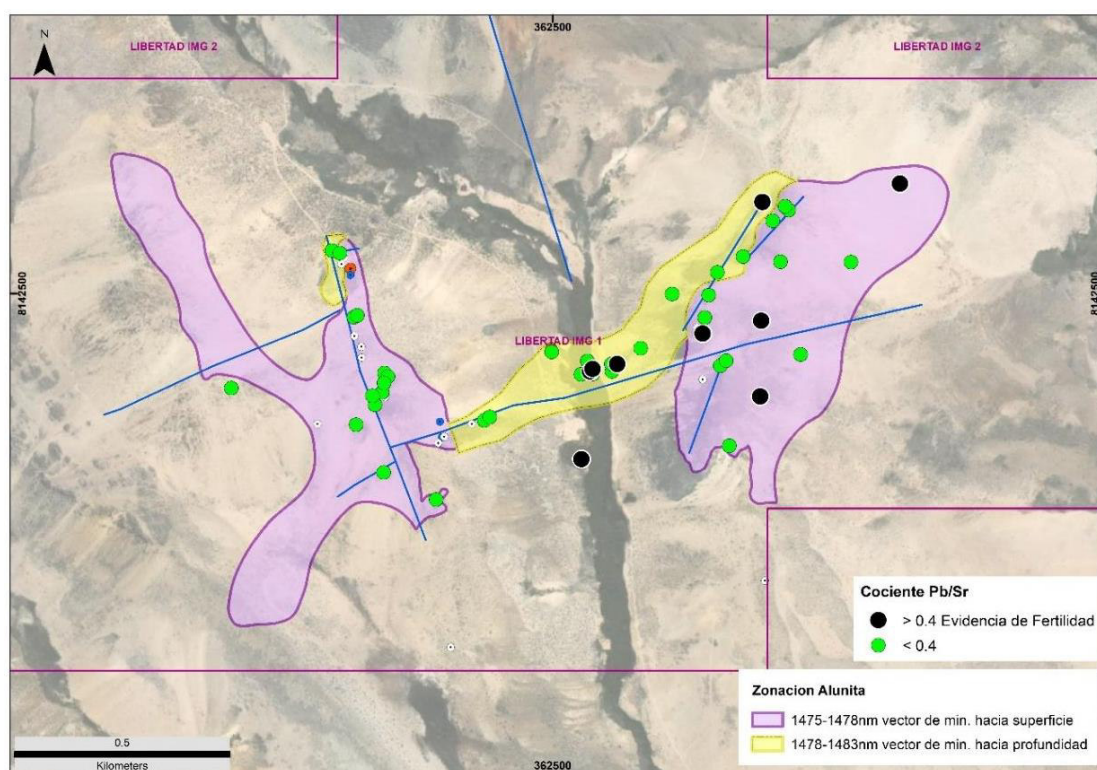 362500
N
LIBERTAD IMG 2
LIBERTAD IMG 2
8142500
8142500
LIBERTAD IMG 1
Cociente Pb/Sr
> 0.4 Evidencia de Fertilidad
< 0.4
Zonacion Alunita
1475-1478nm vector de min. hacia superficie
1478-1483nm vector de min. hacia profundidad
0.5
Kilometers
362500